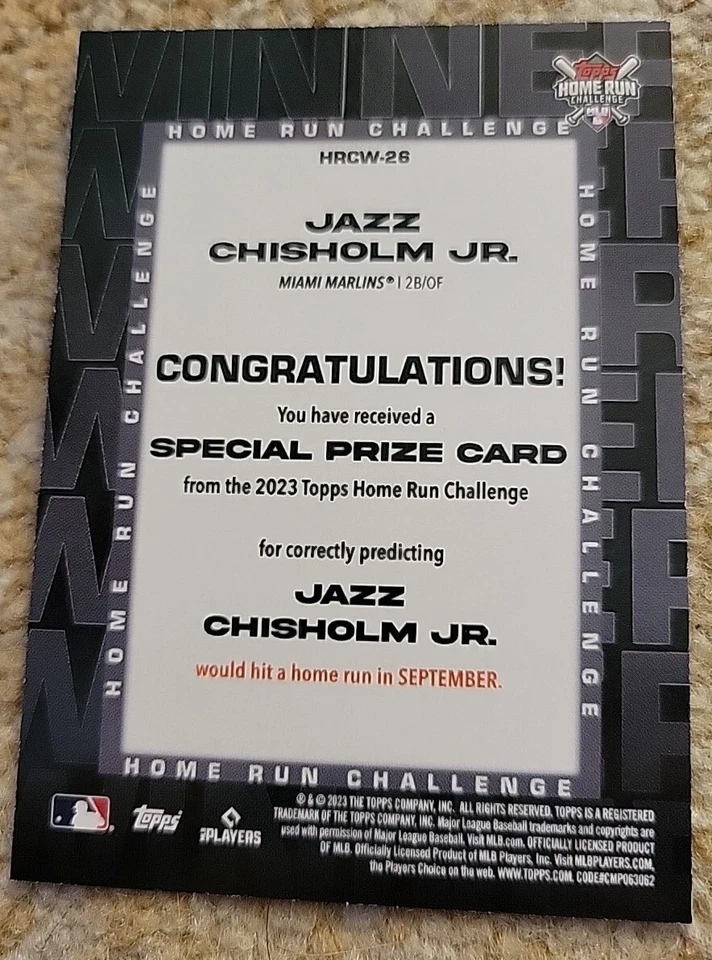 WINNER
Topps
HOME RUN
CHALLENGE
MLB
HOME RUN CHALLENGE
HRCW-26
JAZZ
CHISHOLM JR.
MIAMI MARLINS® | 2B/OF
CONGRATULATIONS!
You have received a
SPECIAL PRIZE CARD
from the 2023 Topps Home Run Challenge
for correctly predicting
JAZZ
CHISHOLM JR.
would hit a home run in SEPTEMBER.
HOME RUN CHALLENGE
HOME RUN CHALLENGE
HOME RUN CHALLENGE
Topps
PLAYERS
® & © 2023 THE TOPPS COMPANY, INC. ALL RIGHTS RESERVED. TOPPS IS A REGISTERED
TRADEMARK OF THE TOPPS COMPANY, INC. Major League Baseball trademarks and copyrights are
used with permission of Major League Baseball. Visit MLB.com. OFFICIALLY LICENSED PRODUCT
OF MLB. Officially Licensed Product of MLB Players, Inc. Visit MLBPLAYERS.COM,
the Players Choice on the web. WWW.TOPPS.COM. CODE#CMP063062